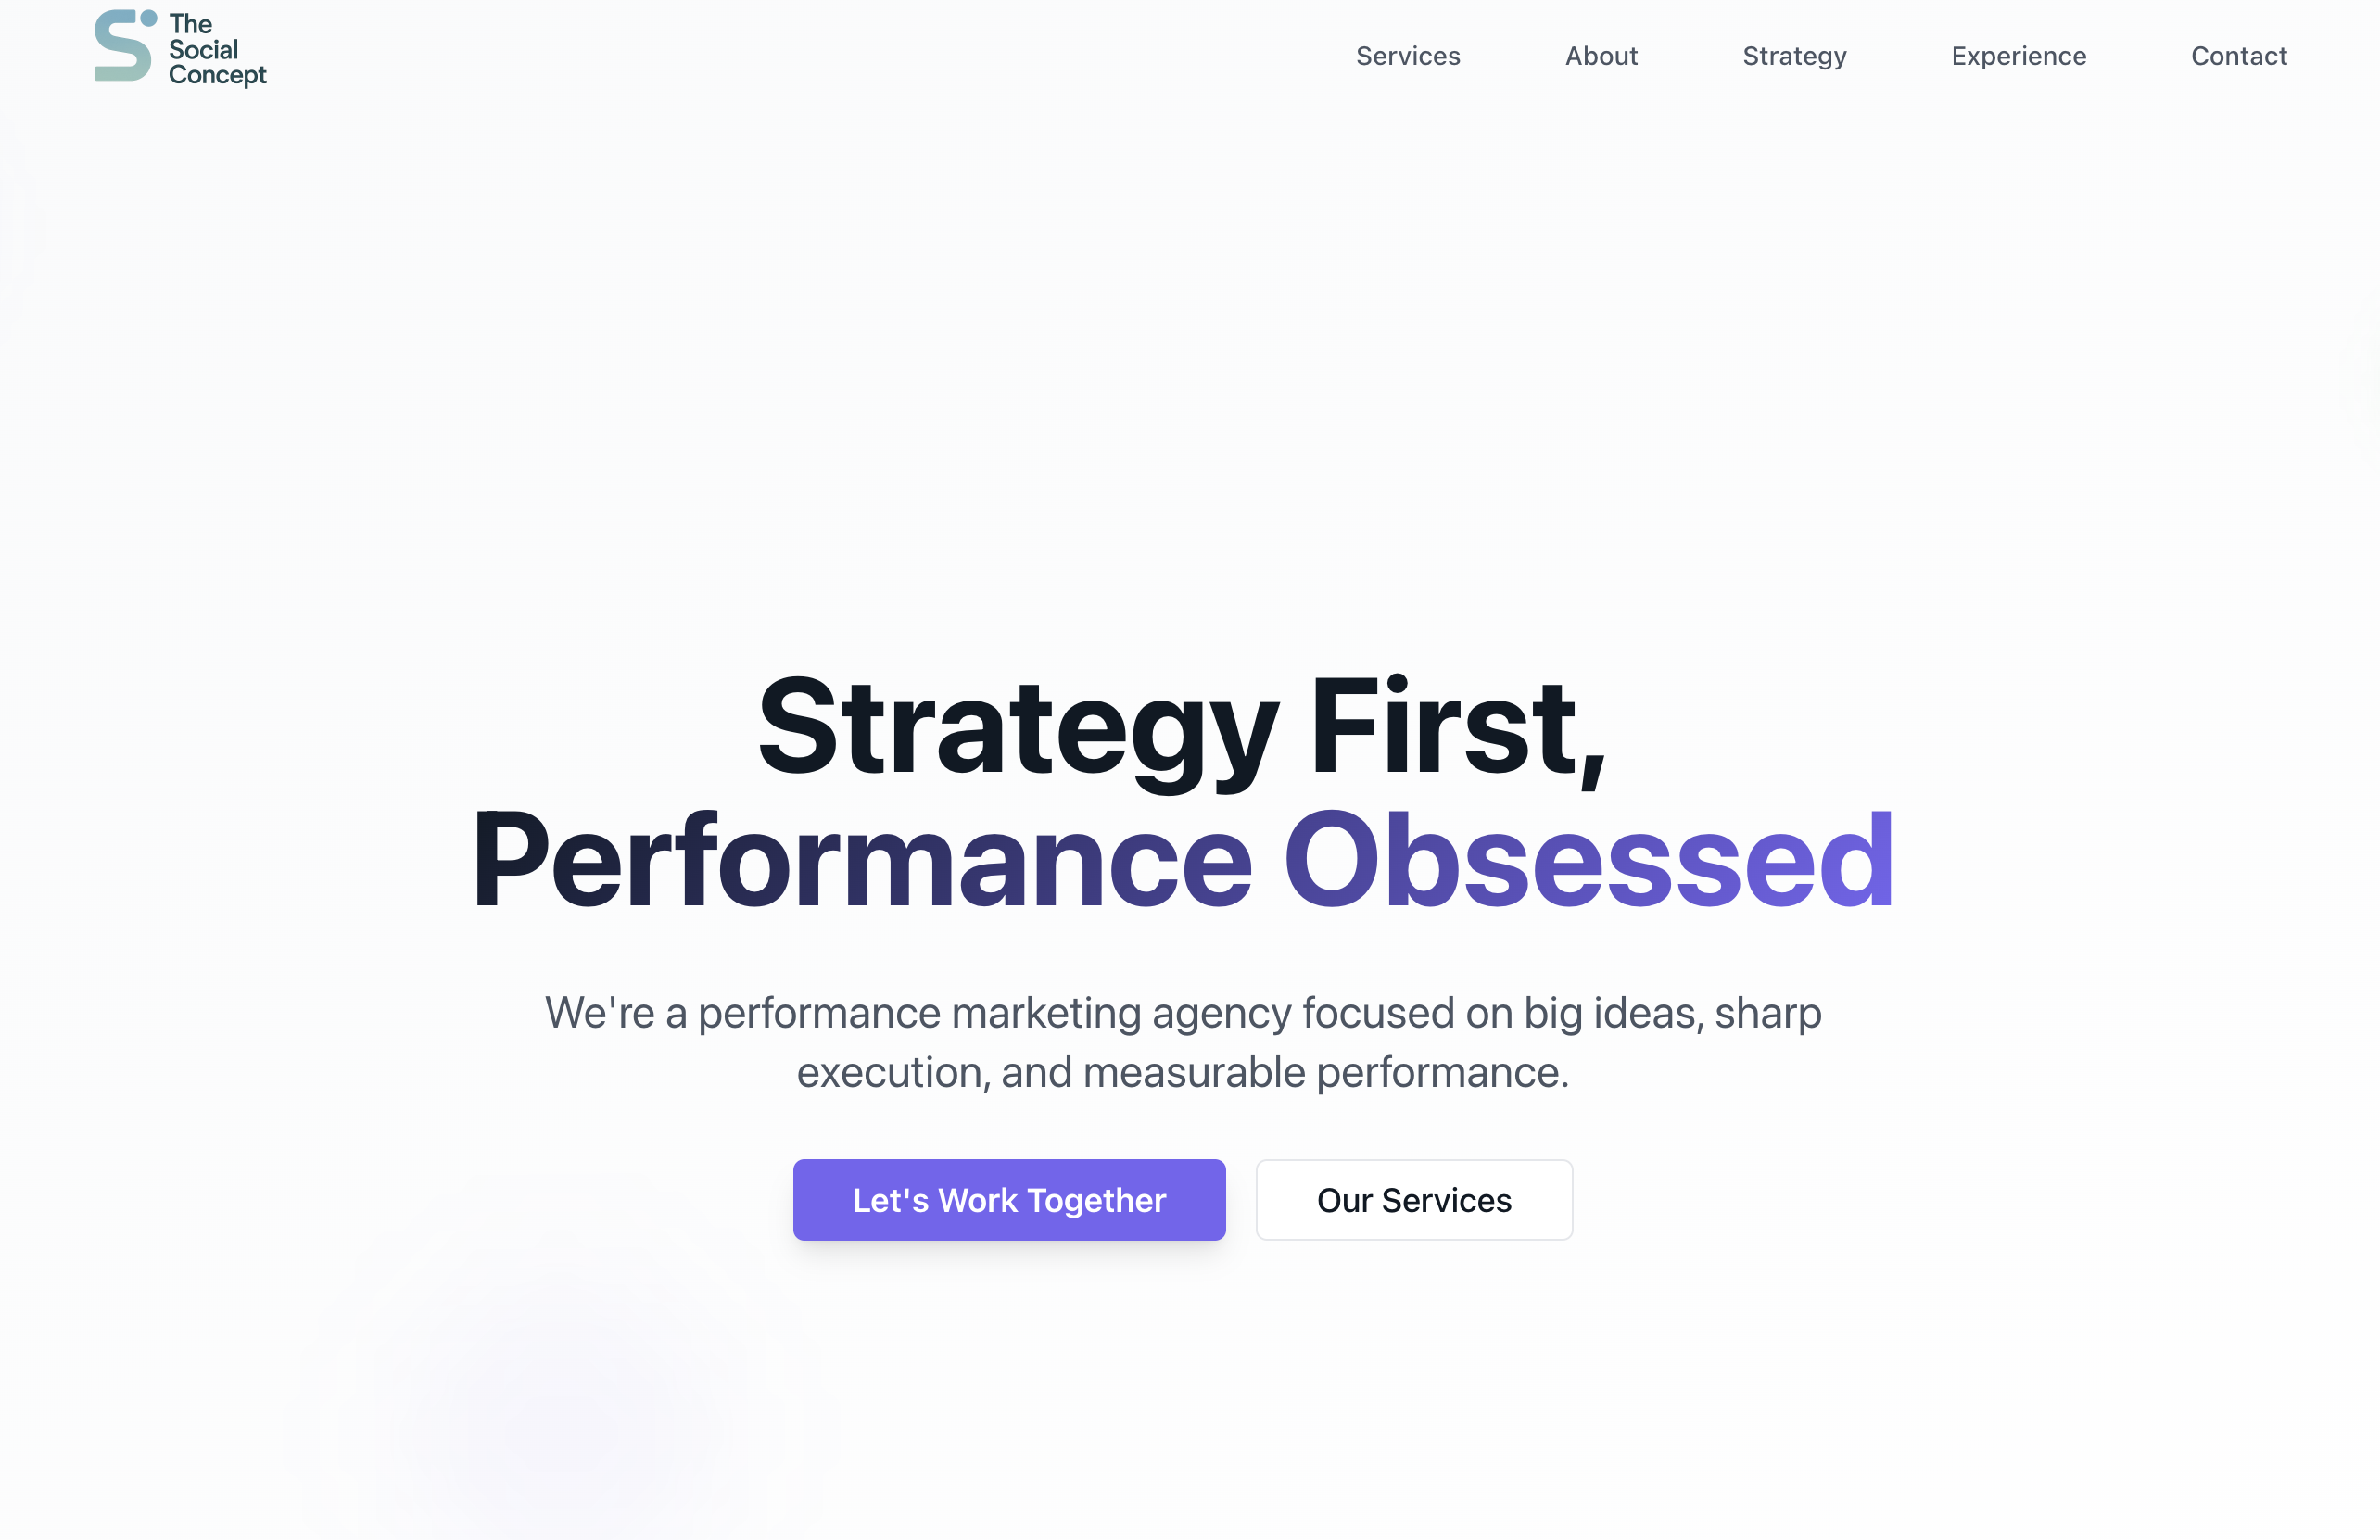 The
Social
Concept
Services
About
Strategy
Experience
Contact
Strategy First,
Performance Obsessed
We're a performance marketing agency focused on big ideas, sharp
execution, and measurable performance.
Let's Work Together
Our Services